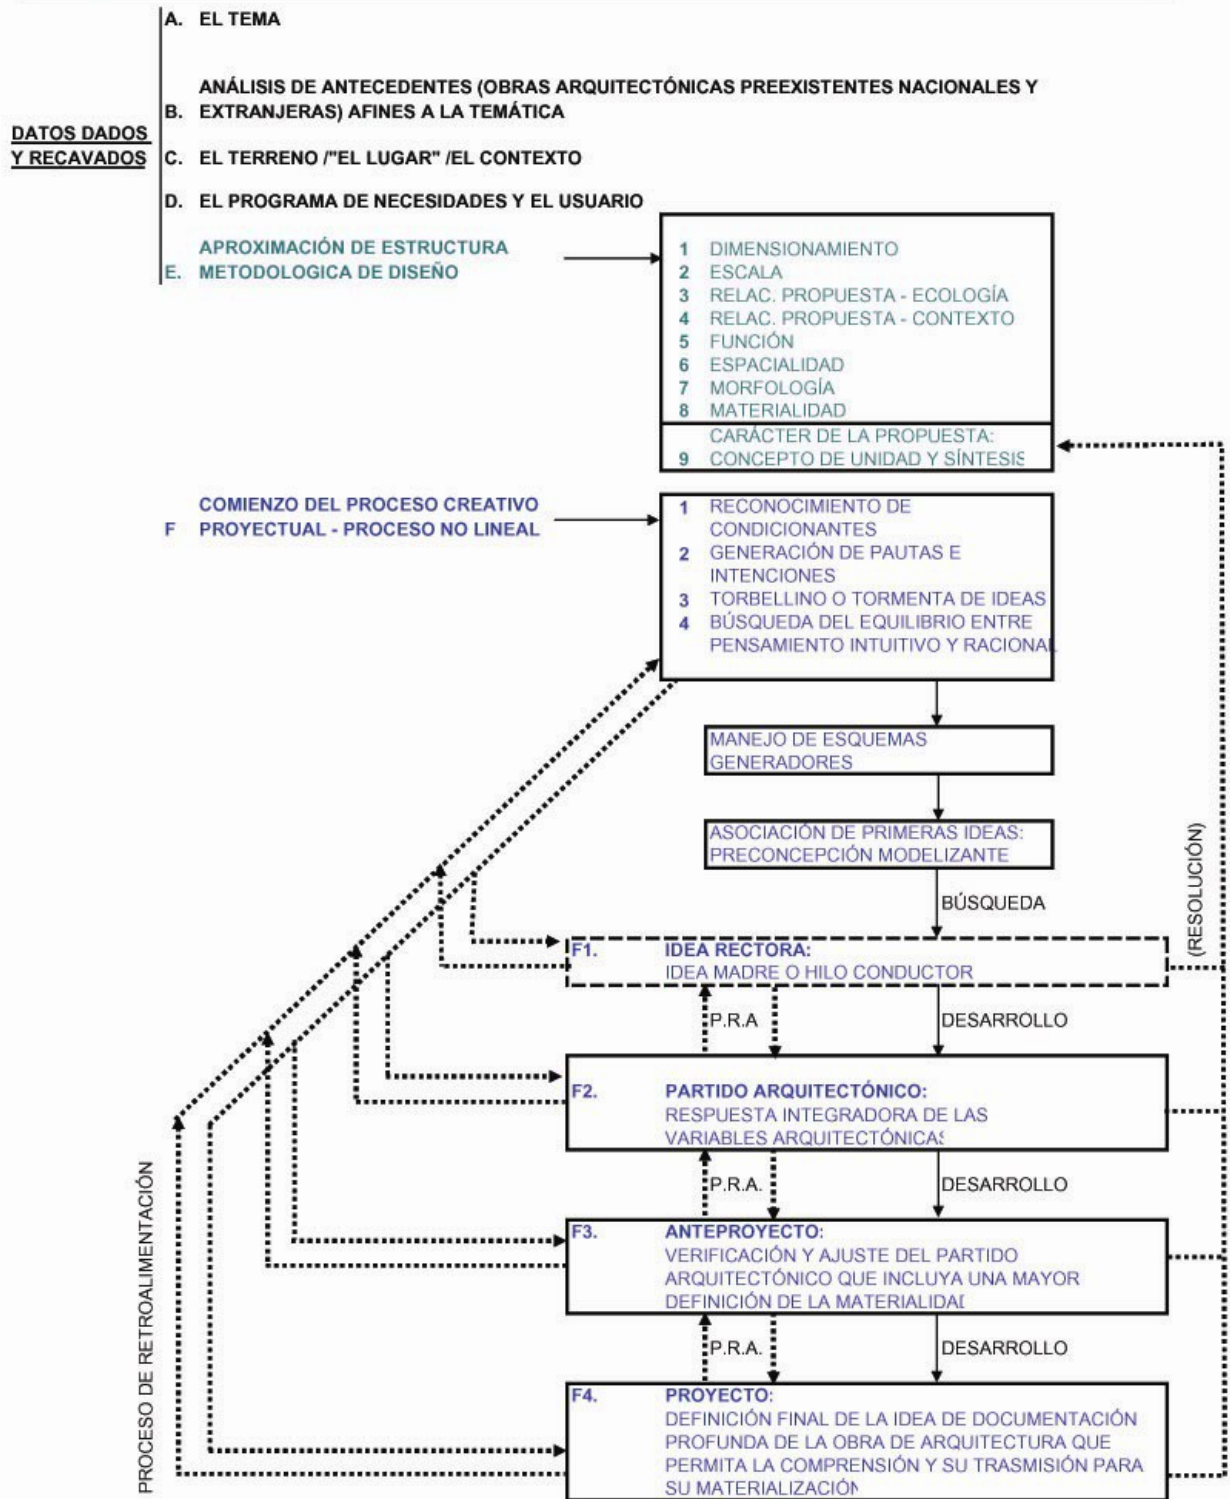 A. EL TEMA
ANÁLISIS DE ANTECEDENTES (OBRAS ARQUITECTÓNICAS PREEXISTENTES NACIONALES Y
B. EXTRANJERAS) AFINES A LA TEMÁTICA
DATOS DADOS
Y RECAVADOS
C. EL TERRENO /"EL LUGAR" /EL CONTEXTO
D. EL PROGRAMA DE NECESIDADES Y EL USUARIO
APROXIMACIÓN DE ESTRUCTURA
E. METODOLOGICA DE DISEÑO
1 DIMENSIONAMIENTO
2 ESCALA
3 RELAC. PROPUESTA - ECOLOGÍA
4 RELAC. PROPUESTA - CONTEXTO
5 FUNCIÓN
6 ESPACIALIDAD
7 MORFOLOGÍA
8 MATERIALIDAD
CARÁCTER DE LA PROPUESTA:
9 CONCEPTO DE UNIDAD Y SÍNTESIS
COMIENZO DEL PROCESO CREATIVO
F PROYECTUAL - PROCESO NO LINEAL
1 RECONOCIMIENTO DE
CONDICIONANTES
2 GENERACIÓN DE PAUTAS E
INTENCIONES
3 TORBELLINO O TORMENTA DE IDEAS
4 BÚSQUEDA DEL EQUILIBRIO ENTRE
PENSAMIENTO INTUITIVO Y RACIONAL
MANEJO DE ESQUEMAS
GENERADORES
ASOCIACIÓN DE PRIMERAS IDEAS:
PRECONCEPCIÓN MODELIZANTE
BÚSQUEDA
(RESOLUCIÓN)
F1. IDEA RECTORA:
IDEA MADRE O HILO CONDUCTOR
P.R.A DESARROLLO
F2. PARTIDO ARQUITECTÓNICO:
RESPUESTA INTEGRADORA DE LAS
VARIABLES ARQUITECTÓNICAS
P.R.A. DESARROLLO
F3. ANTEPROYECTO:
VERIFICACIÓN Y AJUSTE DEL PARTIDO
ARQUITECTÓNICO QUE INCLUYA UNA MAYOR
DEFINICIÓN DE LA MATERIALIDAD
P.R.A. DESARROLLO
PROCESO DE RETROALIMENTACIÓN
F4. PROYECTO:
DEFINICIÓN FINAL DE LA IDEA DE DOCUMENTACIÓN
PROFUNDA DE LA OBRA DE ARQUITECTURA QUE
PERMITA LA COMPRENSIÓN Y SU TRASMISIÓN PARA
SU MATERIALIZACIÓN